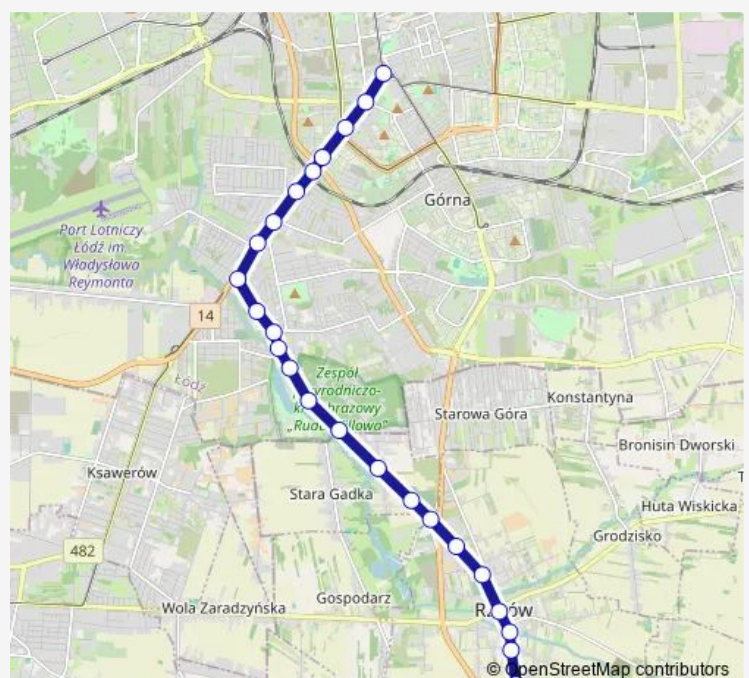 Górna
Port Lotniczy
Łódź im.
Władysława
Reymonta
14
Łódź
Zespół
Konstantyna
Starowa Góra
Bronisin Dworski
Ksawerów
Stara Gadka
Huta Wiskicka
Grodzisko
482
Gospodarz
Wola Zaradzyńska
© OpenStreetMap contributors